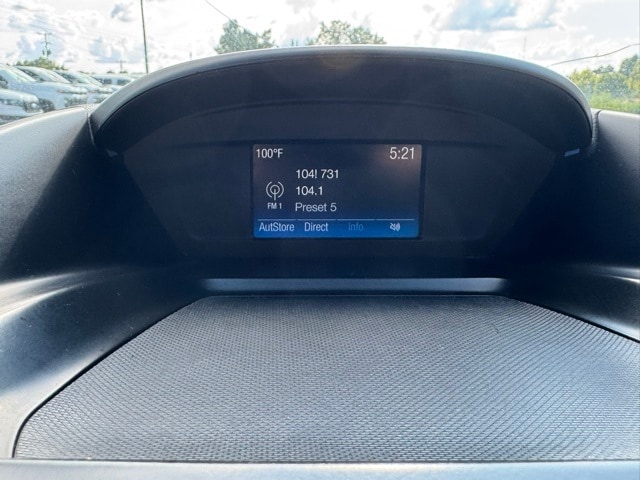 100°F 5:21
104! 731
104.1
FM 1 Preset 5
AutStore Direct Info